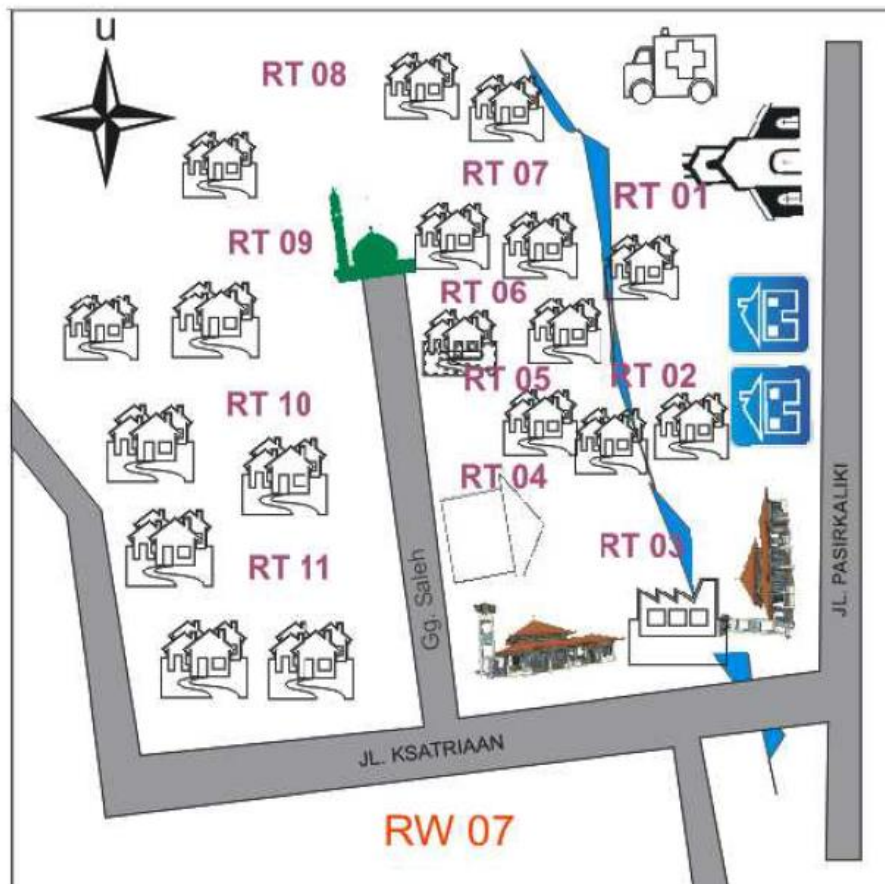 u
RT 08
RT 07
RT 01
RT 09
RT 06
RT 05
RT 02
RT 10
RT 04
RT 03
RT 11
Gg. Saleh
JL. PASIRKALIKI
JL. KSATRIAAN
RW 07